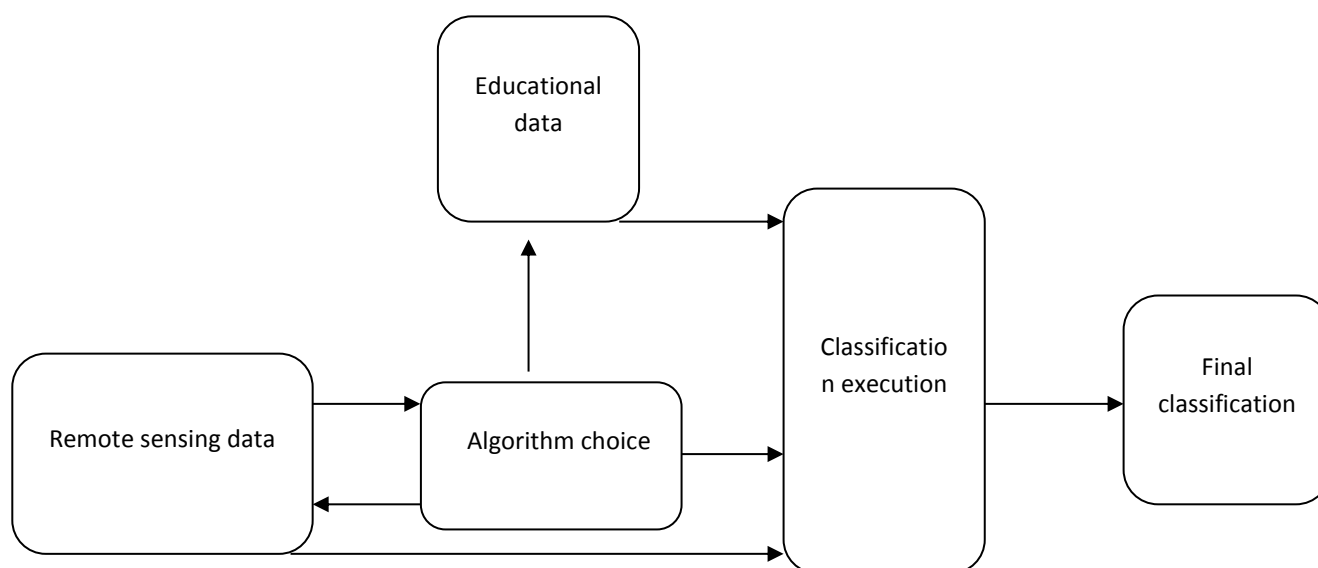 Educational
data
Classificatio
n execution
Final
classification
Remote sensing data
Algorithm choice